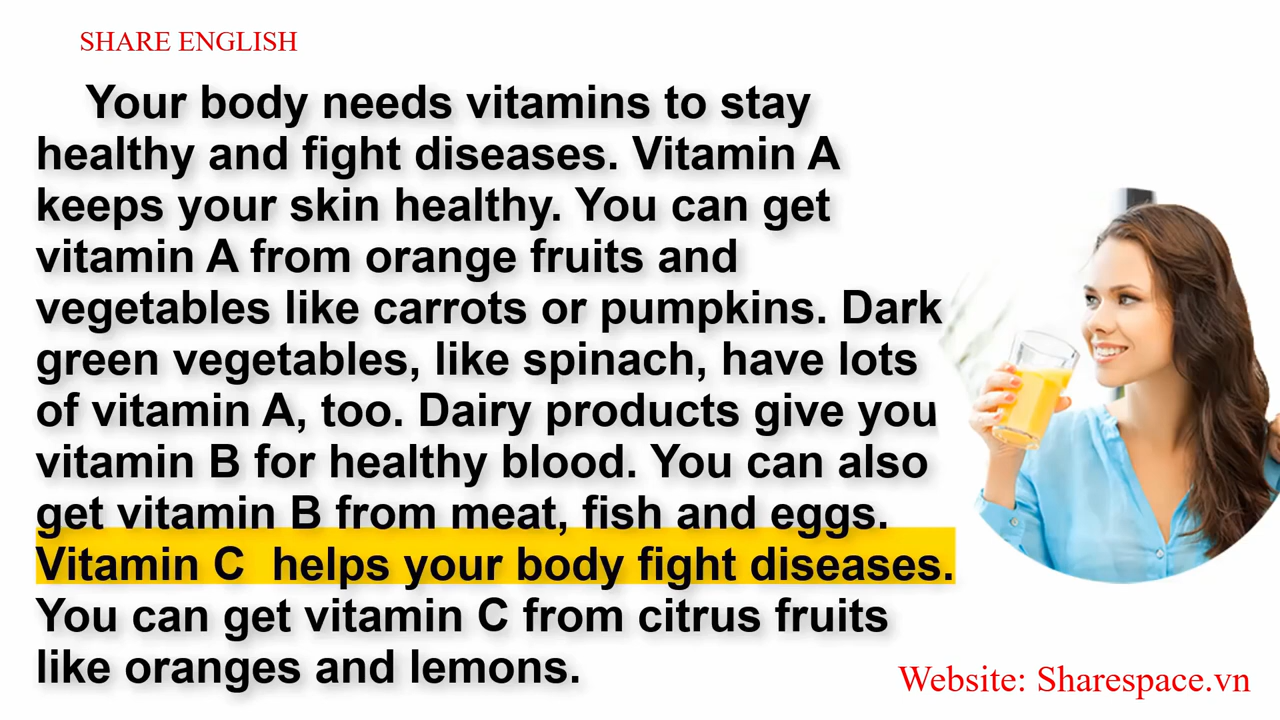 SHARE ENGLISH
Your body needs vitamins to stay
healthy and fight diseases. Vitamin A
keeps your skin healthy. You can get
vitamin A from orange fruits and
vegetables like carrots or pumpkins. Dark
green vegetables, like spinach, have lots
of vitamin A, too. Dairy products give you
vitamin B for healthy blood. You can also
get vitamin B from meat, fish and eggs.
Vitamin C  helps your body fight diseases.
You can get vitamin C from citrus fruits
like oranges and lemons.
Website: Sharespace.vn